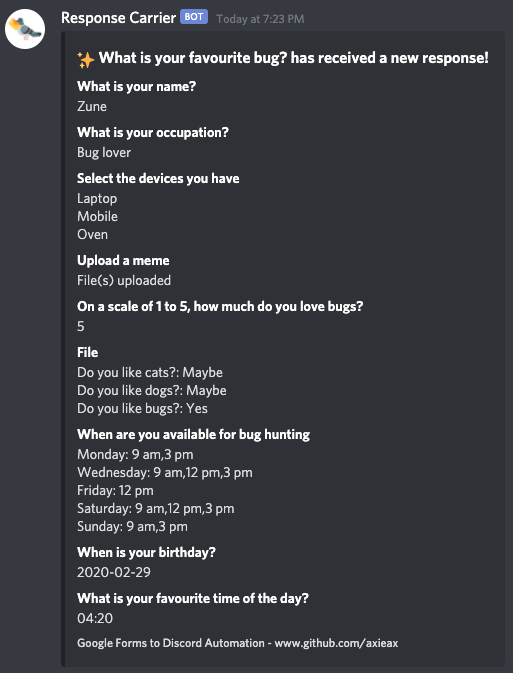 Response Carrier BOT Today at 7:23 PM
✨ What is your favourite bug? has received a new response!
What is your name?
Zune
What is your occupation?
Bug lover
Select the devices you have
Laptop
Mobile
Oven
Upload a meme
File(s) uploaded
On a scale of 1 to 5, how much do you love bugs?
5
File
Do you like cats?: Maybe
Do you like dogs?: Maybe
Do you like bugs?: Yes
When are you available for bug hunting
Monday: 9 am,3 pm
Wednesday: 9 am,12 pm,3 pm
Friday: 12 pm
Saturday: 9 am,12 pm,3 pm
Sunday: 9 am,3 pm
When is your birthday?
2020-02-29
What is your favourite time of the day?
04:20
Google Forms to Discord Automation - www.github.com/axieax